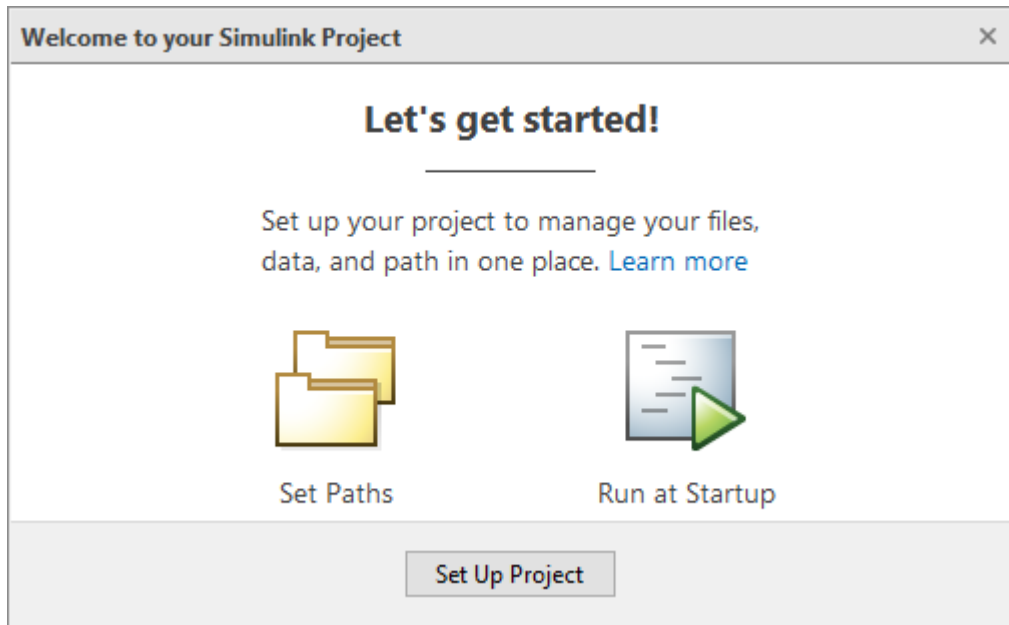 Welcome to your Simulink Project
Let's get started!
Set up your project to manage your files,
data, and path in one place. Learn more
Set Paths
Run at Startup
Set Up Project